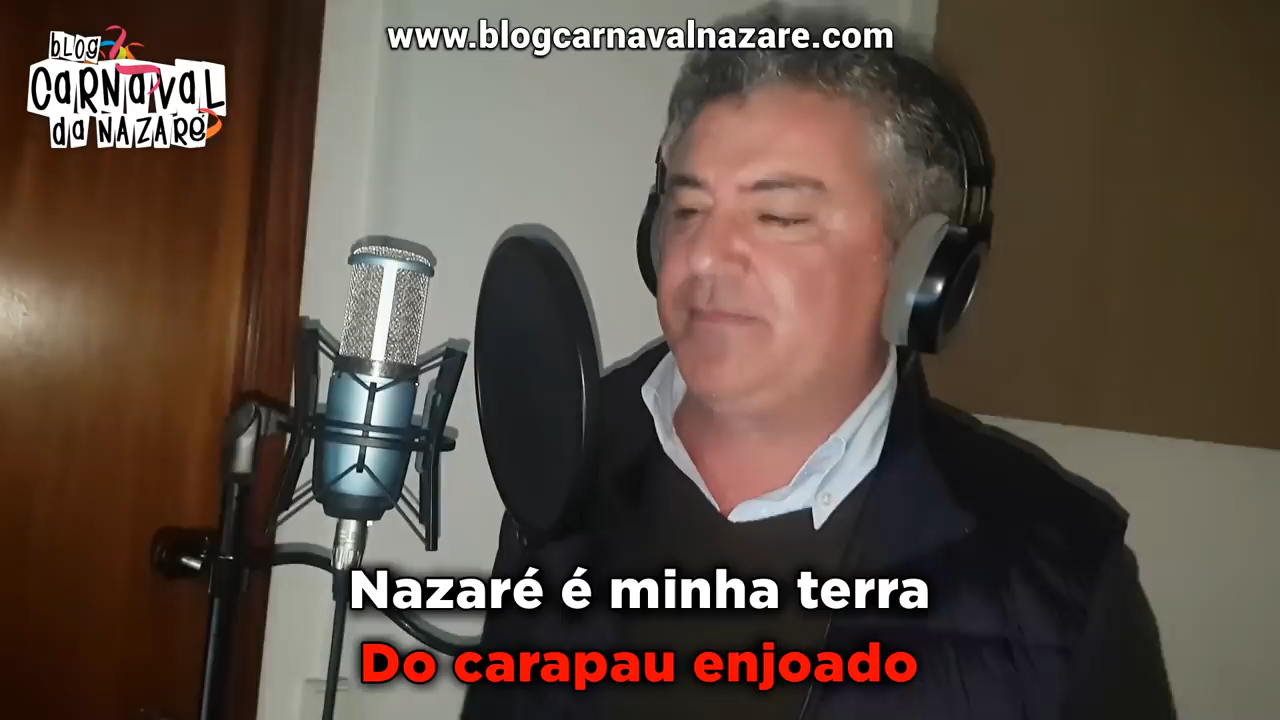 www.blogcarnavalnazare.com
BLOG
CARNAVAL
da NAZARÉ
Nazaré é minha terra
Do carapau enjoado